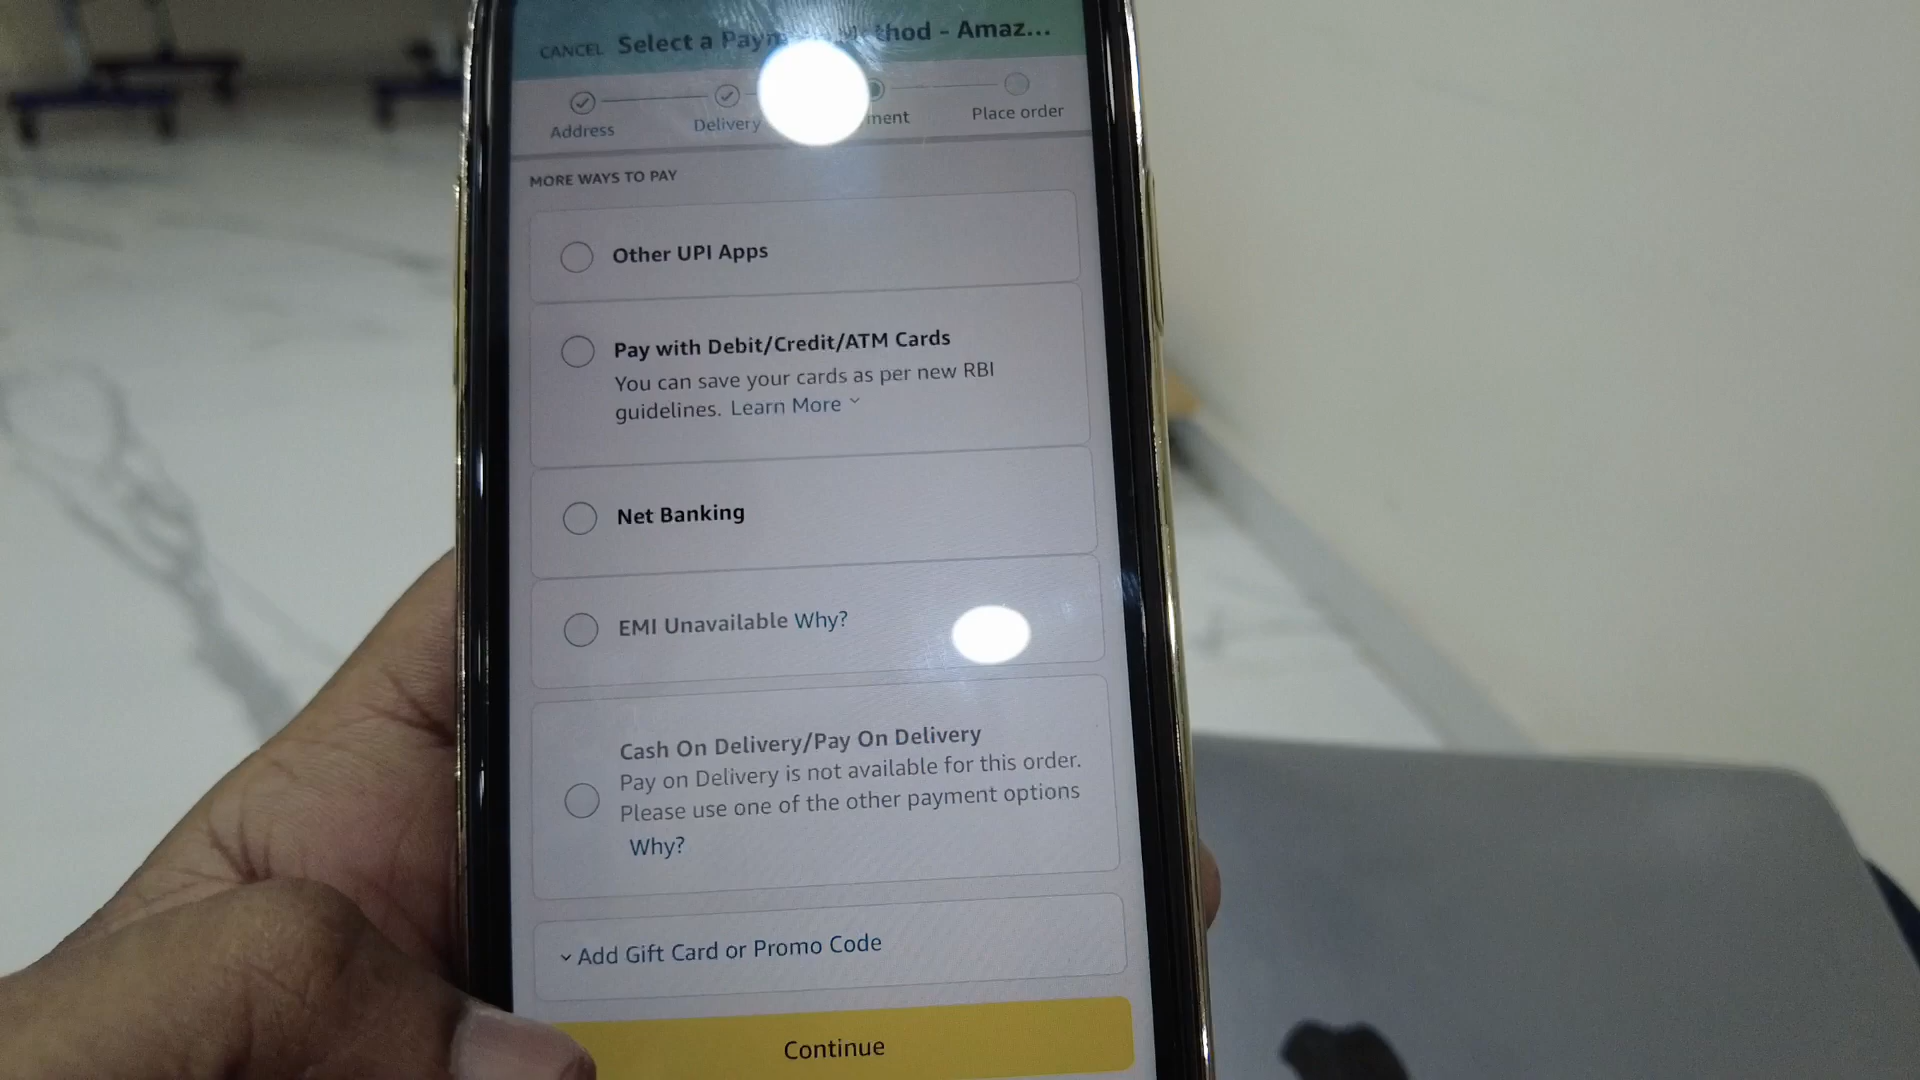 CANCEL Select a - Amaz...
Address Delivery Place order
MORE WAYS TO PAY
Other UPI Apps
Pay with Debit/Credit/ATM Cards
You can save your cards as per new RBI
guidelines. Learn More
Net Banking
EMI Unavailable Why?
Cash On Delivery/Pay On Delivery
Pay on Delivery is not available for this order.
Please use one of the other payment options
Why?
Add Gift Card or Promo Code
Continue